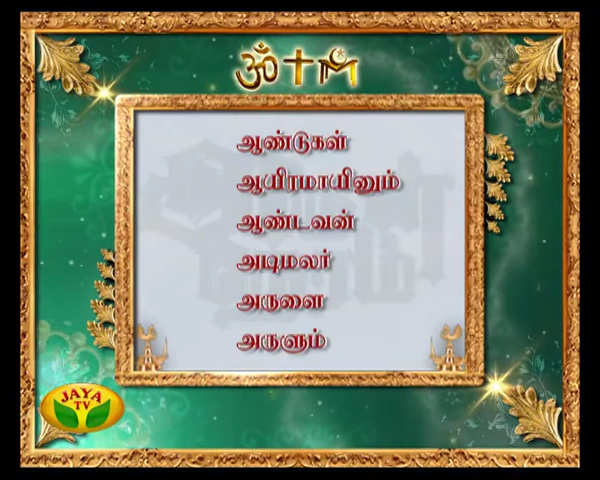 ௐ
ஆண்டுகள்
ஆயிரமாயினும்
ஆண்டவன்
அடிமலர்
அருளை
அருளும்
JAYA
TV